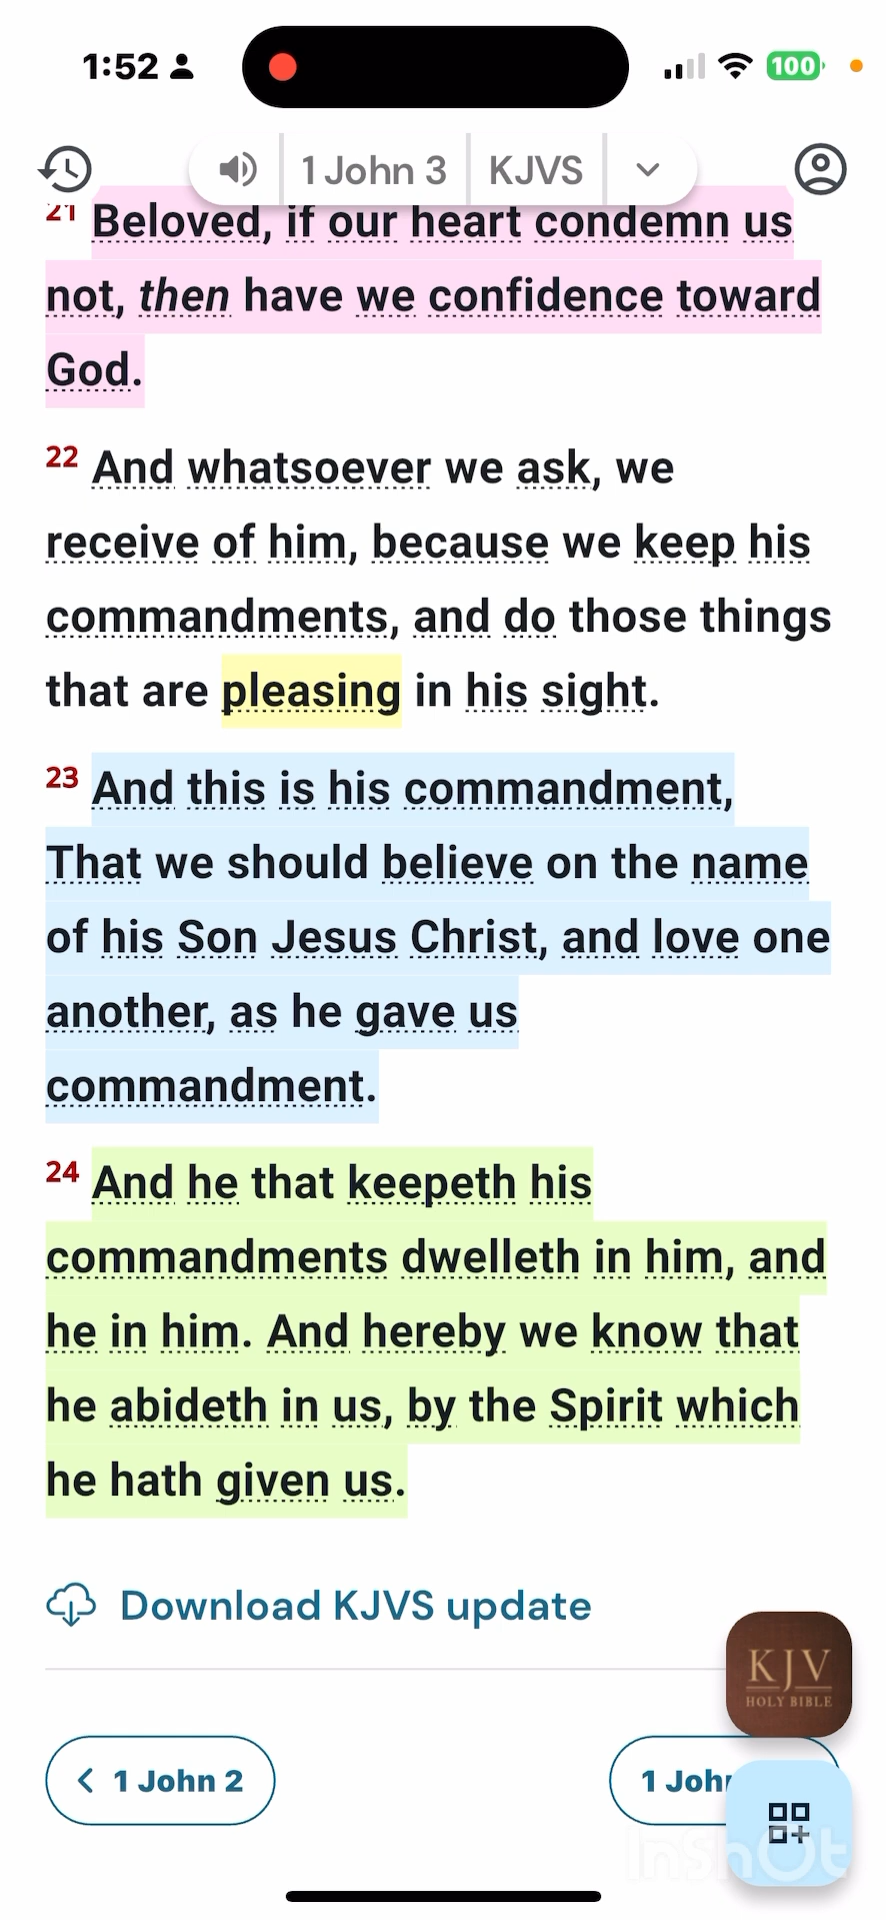 1:52
100
1 John 3 KJVS
21 Beloved, if our heart condemn us
not, then have we confidence toward
God.
22 And whatsoever we ask, we
receive of him, because we keep his
commandments, and do those things
that are pleasing in his sight.
23 And this is his commandment,
That we should believe on the name
of his Son Jesus Christ, and love one
another, as he gave us
commandment.
24 And he that keepeth his
commandments dwelleth in him, and
he in him. And hereby we know that
he abideth in us, by the Spirit which
he hath given us.
Download KJVS update
KJV
HOLY BIBLE
1 John 2
1 Joh
InShOt